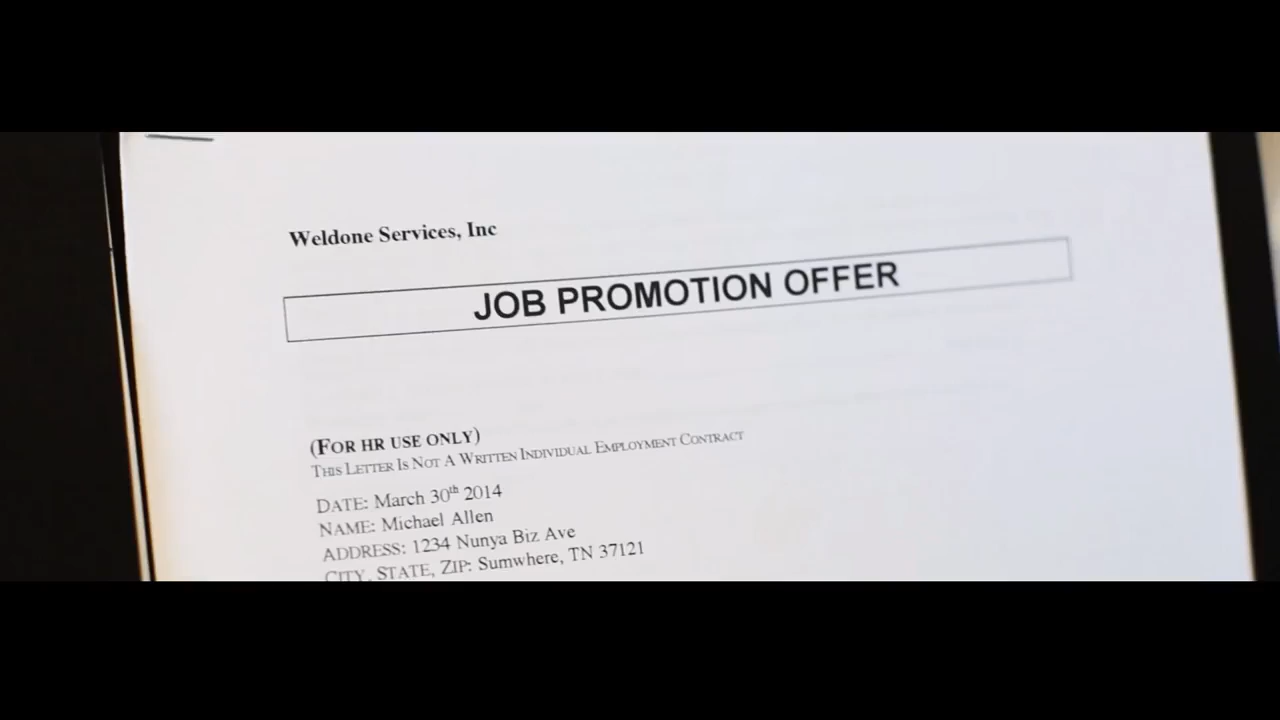 Weldone Services, Inc
JOB PROMOTION OFFER
(FOR HR USE ONLY)
THIS LETTER IS NOT A WRITTEN INDIVIDUAL EMPLOYMENT CONTRACT
DATE: March 30th 2014
NAME: Michael Allen
ADDRESS: 1234 Nunya Biz Ave
CITY, STATE, ZIP: Sumwhere, TN 37121